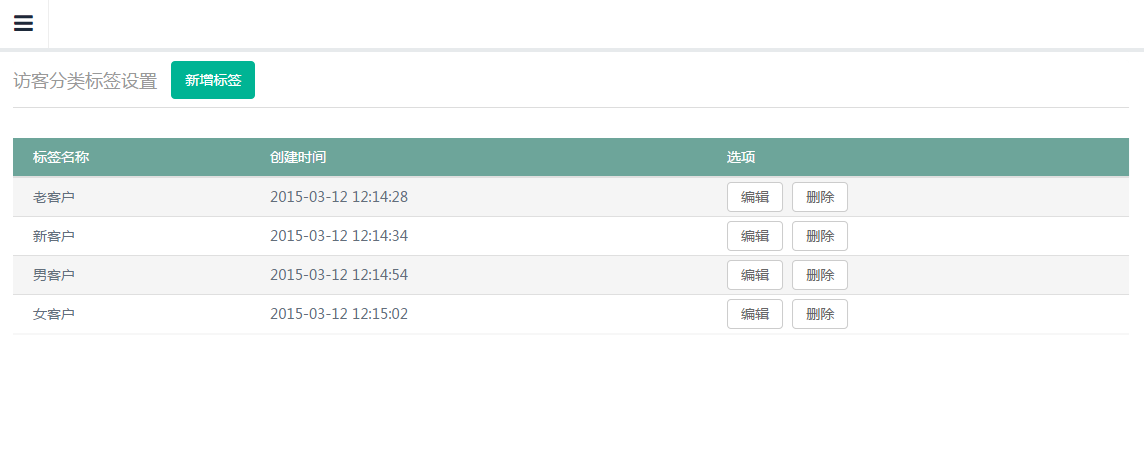 访客分类标签设置 新增标签
标签名称 创建时间 选项
老客户 2015-03-12 12:14:28 编辑 删除
新客户 2015-03-12 12:14:34 编辑 删除
男客户 2015-03-12 12:14:54 编辑 删除
女客户 2015-03-12 12:15:02 编辑 删除